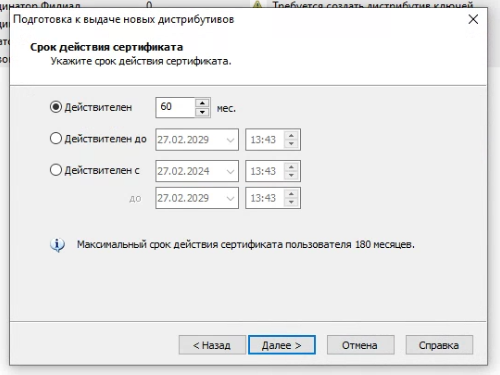 динатор Филиал 0 Требуется создать дистрибутив ключей
Подготовка к выдаче новых дистрибутивов
Срок действия сертификата
Укажите срок действия сертификата.
Действителен 60 мес.
Действителен до 27.02.2029 13:43
Действителен с 27.02.2024 13:43
до 27.02.2029 13:43
Максимальный срок действия сертификата пользователя 180 месяцев.
< Назад Далее > Отмена Справка